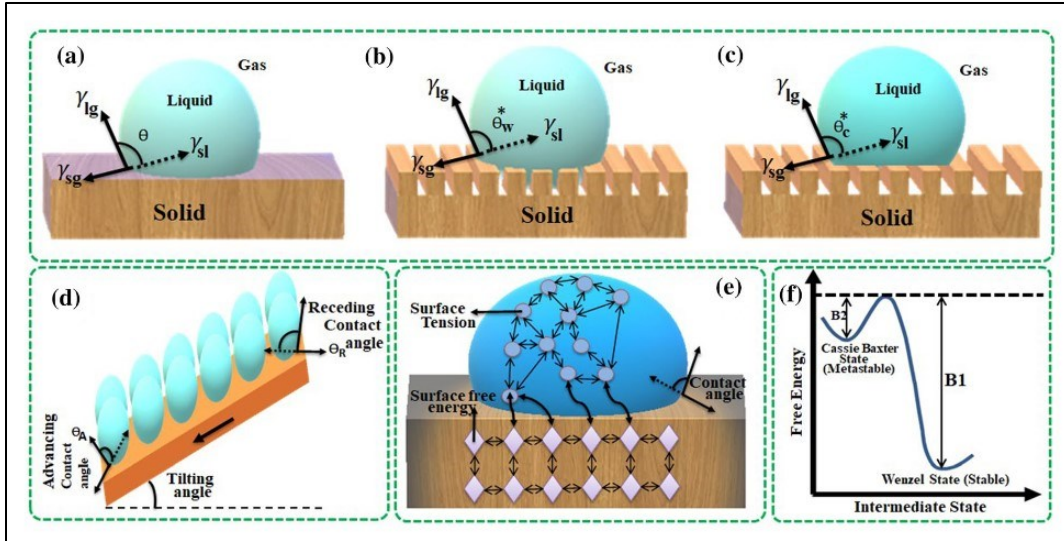 (a)
Gas
Liquid
γlg
θ
γsl
γsg
Solid
(b)
Gas
Liquid
γlg
θ*w
γsl
γsg
Solid
(c)
Gas
Liquid
γlg
θ*c
γsl
γsg
Solid
(d)
Receding
Contact
angle
θR
θA
Advancing
Contact
angle
Tilting
angle
(e)
Surface
Tension
Surface free
energy
Contact
angle
(f)
B2
Cassie Baxter
State
(Metastable)
B1
Wenzel State (Stable)
Free Energy
Intermediate State